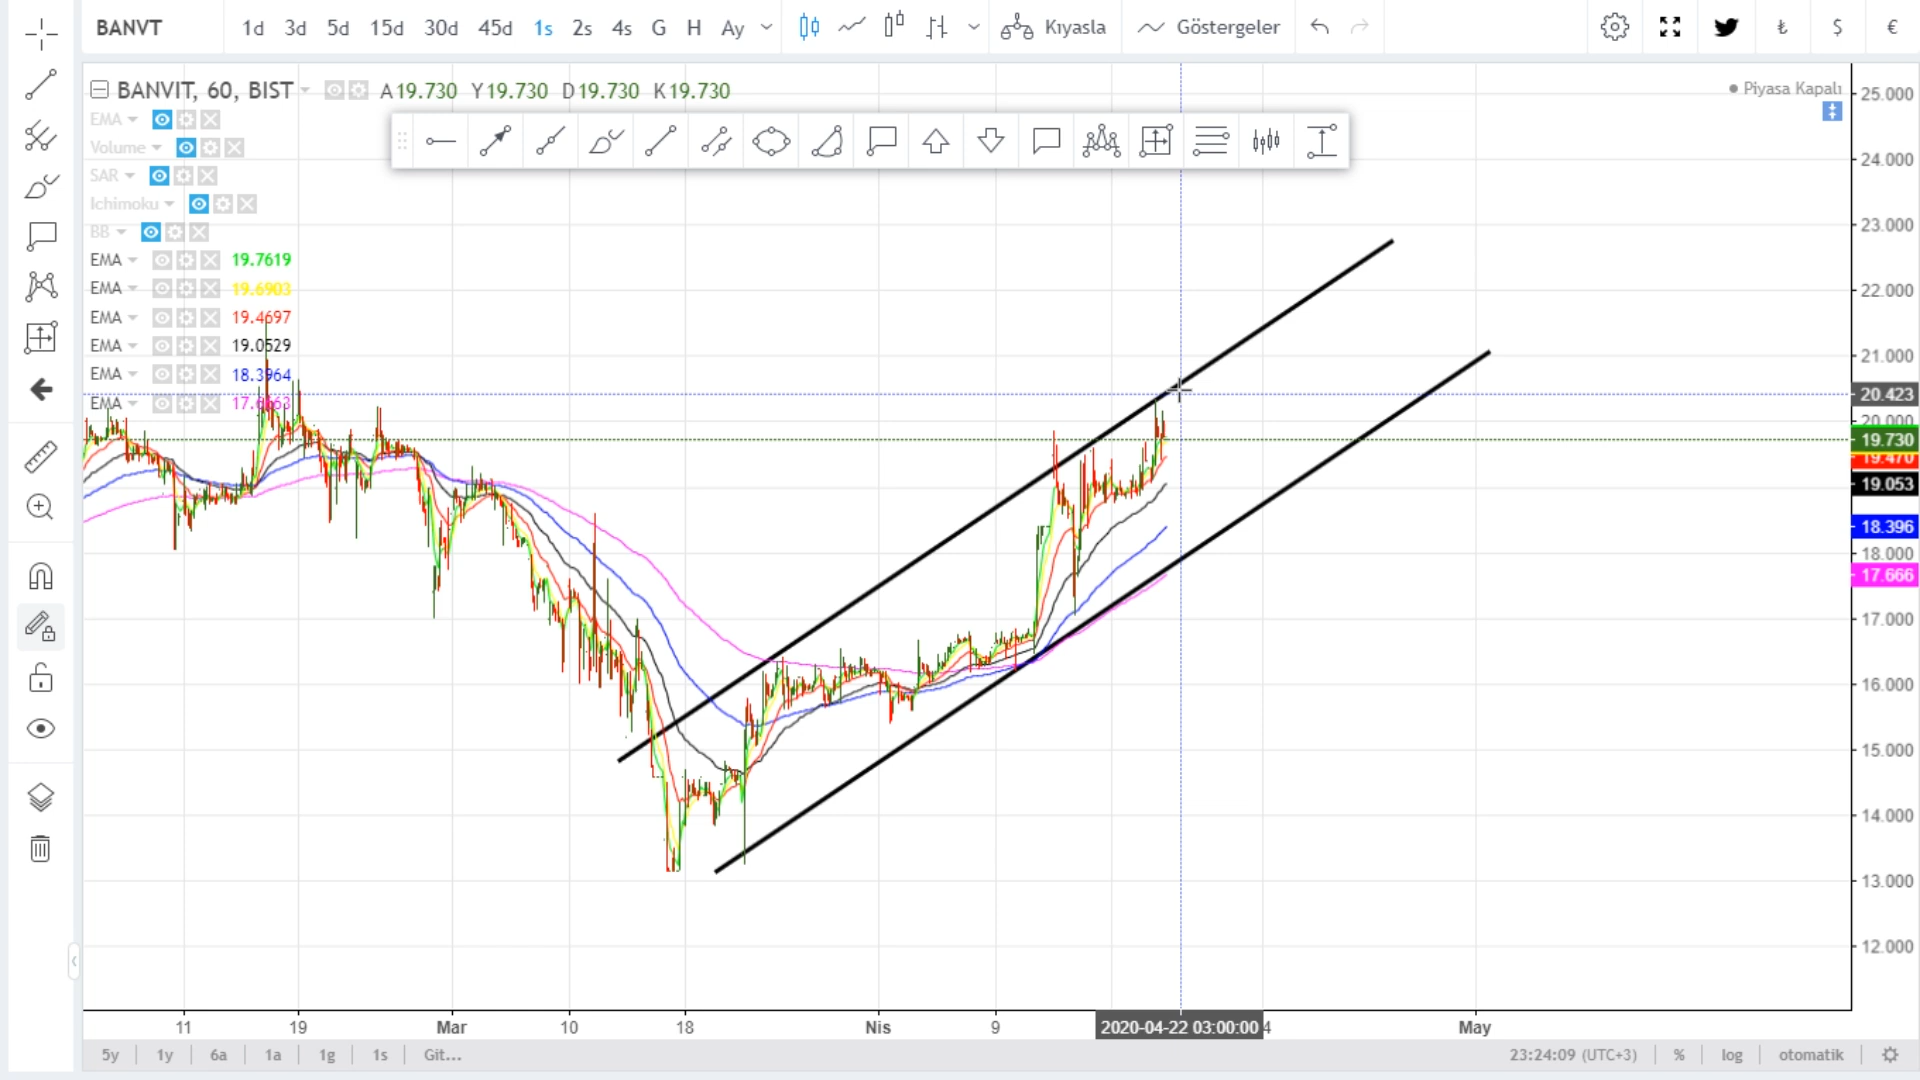 BANVT 1d 3d 5d 15d 30d 45d 1s 2s 4s G H Ay Kıyasla Göstergeler ₺ $ €
BANVIT, 60, BIST A19.730 Y19.730 D19.730 K19.730
Piyasa Kapalı
EMA
Volume
SAR
Ichimoku
BB
EMA 19.7619
EMA 19.6903
EMA 19.4697
EMA 19.0529
EMA 18.3964
EMA
25.000
24.000
23.000
22.000
21.000
20.423
20.000
19.730
19.470
19.053
18.396
18.000
17.666
17.000
16.000
15.000
14.000
13.000
12.000
11 19 Mar 10 18 Nis 9 2020-04-22 03:00:00 4 May
5y 1y 6a 1a 1g 1s Git... 23:24:09 (UTC+3) % log otomatik